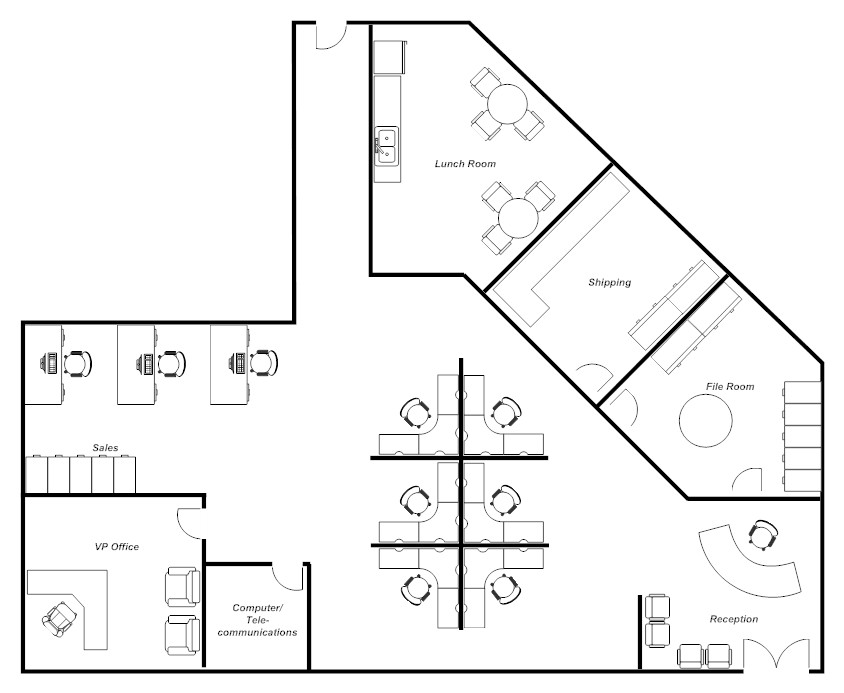 Lunch Room
Shipping
File Room
Sales
VP Office
Computer/
Tele-
communications
Reception